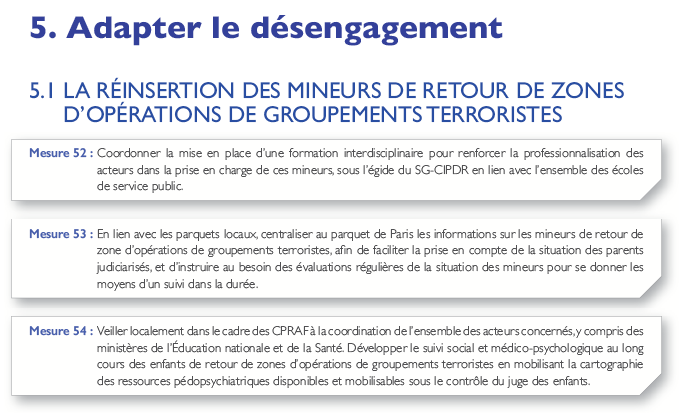 5. Adapter le désengagement
5.1 LA RÉINSERTION DES MINEURS DE RETOUR DE ZONES
D’OPÉRATIONS DE GROUPEMENTS TERRORISTES
Mesure 52 : Coordonner la mise en place d’une formation interdisciplinaire pour renforcer la professionnalisation des
acteurs dans la prise en charge de ces mineurs, sous l’égide du SG-CIPDR en lien avec l’ensemble des écoles
de service public.
Mesure 53 : En lien avec les parquets locaux, centraliser au parquet de Paris les informations sur les mineurs de retour de
zone d’opérations de groupements terroristes, afin de faciliter la prise en compte de la situation des parents
judiciarisés, et d’instruire au besoin des évaluations régulières de la situation des mineurs pour se donner les
moyens d’un suivi dans la durée.
Mesure 54 : Veiller localement dans le cadre des CPRAF à la coordination de l’ensemble des acteurs concernés, y compris des
ministères de l’Éducation nationale et de la Santé. Développer le suivi social et médico-psychologique au long
cours des enfants de retour de zones d’opérations de groupements terroristes en mobilisant la cartographie
des ressources pédopsychiatriques disponibles et mobilisables sous le contrôle du juge des enfants.